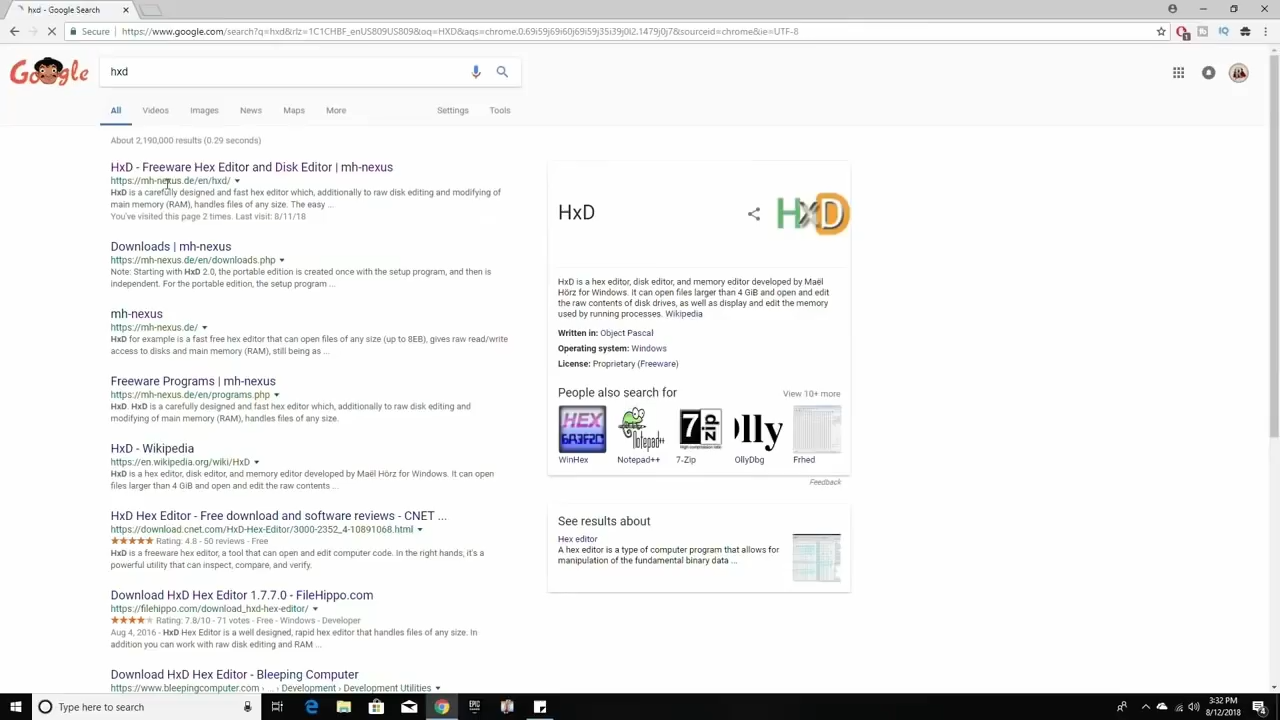 hxd - Google Search
Secure
https://www.google.com/search?q=hxd&rlz=1C1CHBF_enUS809US809&oq=HXD&aqs=chrome.0.69i59j69i60j69i59j35i39j0l2.1479j0j7&sourceid=chrome&ie=UTF-8
hxd
All Videos Images News Maps More Settings Tools
About 2,190,000 results (0.29 seconds)
HxD - Freeware Hex Editor and Disk Editor | mh-nexus
https://mh-nexus.de/en/hxd/
HxD is a carefully designed and fast hex editor which, additionally to raw disk editing and modifying of
main memory (RAM), handles files of any size. The easy ...
You've visited this page 2 times. Last visit: 8/11/18
Downloads | mh-nexus
https://mh-nexus.de/en/downloads.php
Note: Starting with HxD 2.0, the portable edition is created once with the setup program, and then is
independent. For the portable edition, the setup program ...
mh-nexus
https://mh-nexus.de/
HxD for example is a fast free hex editor that can open files of any size (up to 8EB), gives raw read/write
access to disks and main memory (RAM), still being as ...
Freeware Programs | mh-nexus
https://mh-nexus.de/en/programs.php
HxD. HxD is a carefully designed and fast hex editor which, additionally to raw disk editing and
modifying of main memory (RAM), handles files of any size.
HxD - Wikipedia
https://en.wikipedia.org/wiki/HxD
HxD is a hex editor, disk editor, and memory editor developed by Maël Hörz for Windows. It can open
files larger than 4 GiB and open and edit the raw contents ...
HxD Hex Editor - Free download and software reviews - CNET ...
https://download.cnet.com/HxD-Hex-Editor/3000-2352_4-10891068.html
Rating: 4.8 - 50 reviews - Free
HxD is a freeware hex editor, a tool that can open and edit computer code. In the right hands, it's a
powerful utility that can inspect, compare, and verify.
Download HxD Hex Editor 1.7.7.0 - FileHippo.com
https://filehippo.com/download_hxd-hex-editor/
Rating: 7.8/10 - 71 votes - Free - Windows - Developer
Aug 4, 2016 - HxD Hex Editor is a well designed, rapid hex editor that handles files of any size. In
addition you can work with raw disk editing and RAM ...
Download HxD Hex Editor - Bleeping Computer
https://www.bleepingcomputer.com › ... › Development › Development Utilities
HxD
HxD
HxD is a hex editor, disk editor, and memory editor developed by Maël
Hörz for Windows. It can open files larger than 4 GiB and open and edit
the raw contents of disk drives, as well as display and edit the memory
used by running processes. Wikipedia
Written in: Object Pascal
Operating system: Windows
License: Proprietary (Freeware)
People also search for
View 10+ more
HEX
6A3F2C
Notepad++
7 zip
Olly
WinHex Notepad++ 7-Zip OllyDbg Frhed
Feedback
See results about
Hex editor
A hex editor is a type of computer program that allows for
manipulation of the fundamental binary data ...
Type here to search
EPIC
3:32 PM
8/12/2018